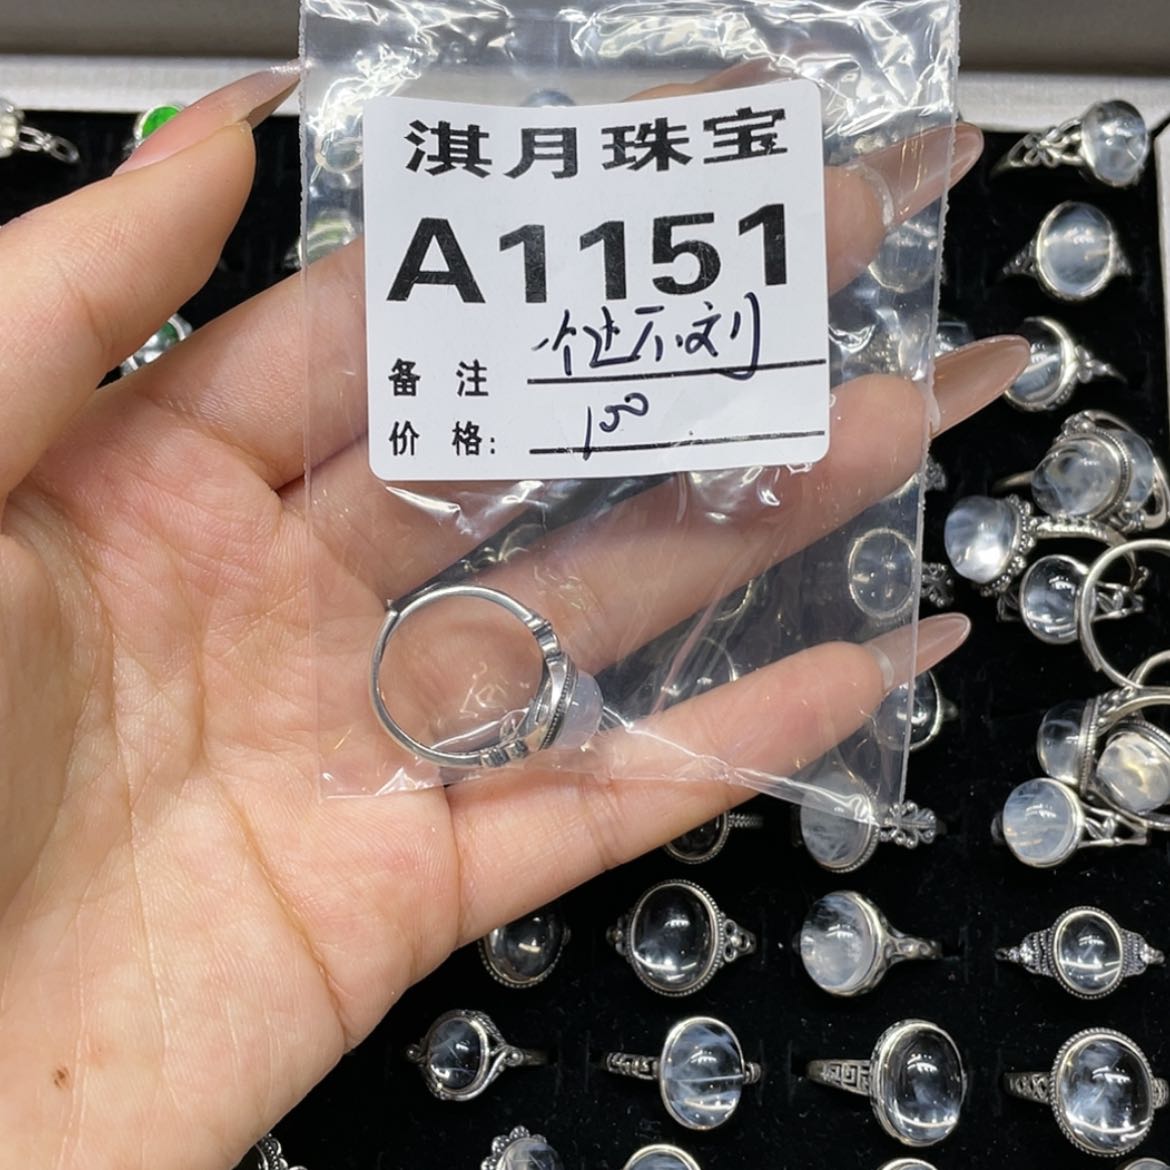 淇月珠宝
A1151
备 注
价 格: 150